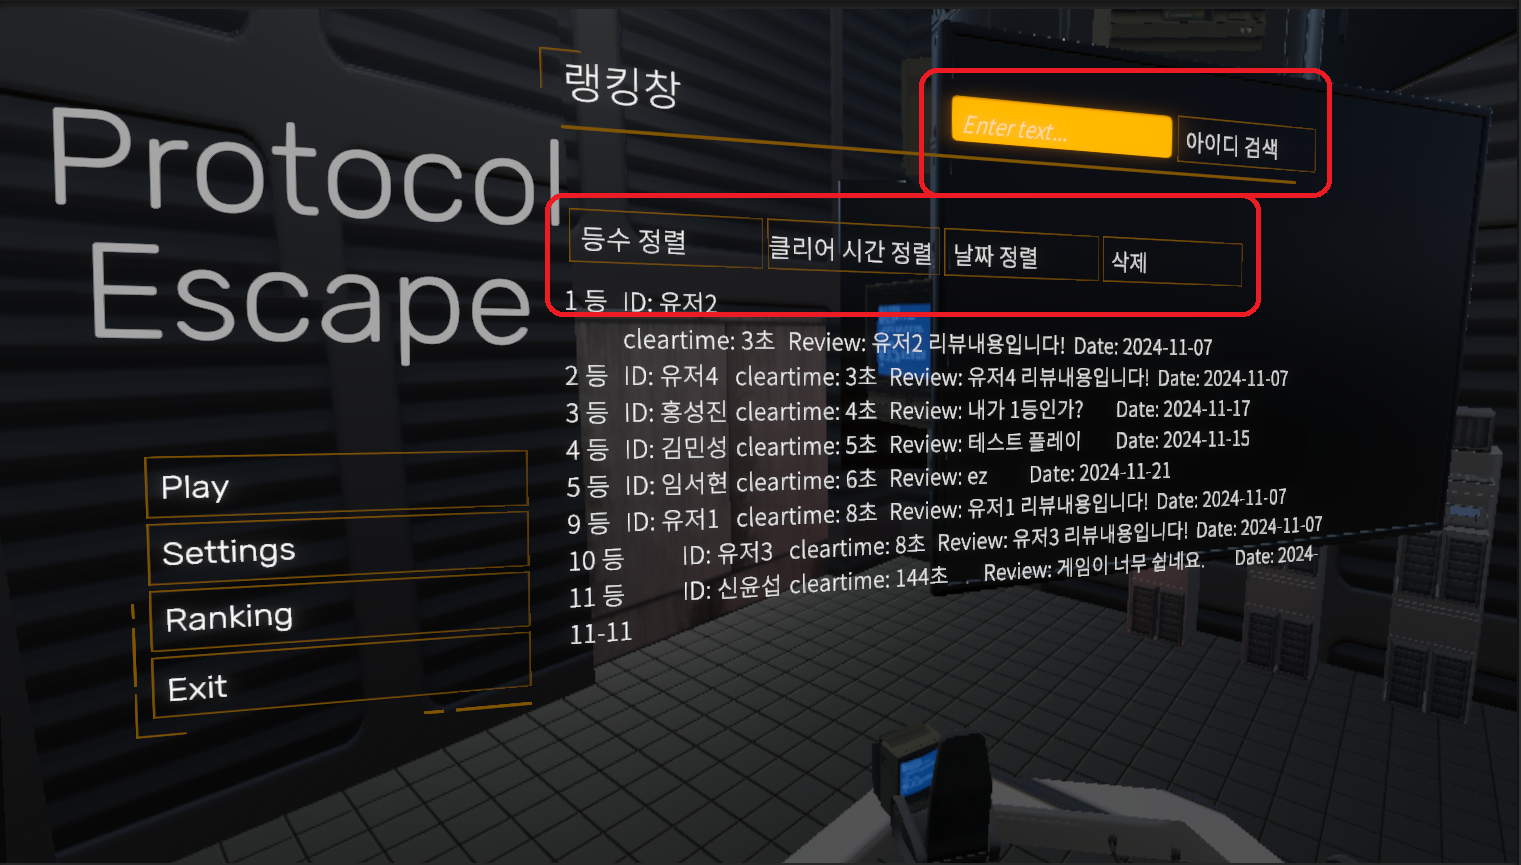 Protocol
Escape
Play
Settings
Ranking
Exit
랭킹창
Enter text...
아이디 검색
등수 정렬
클리어 시간 정렬
날짜 정렬
삭제
1 등 ID: 유저2
cleartime: 3초 Review: 유저2 리뷰내용입니다! Date: 2024-11-07
2 등 ID: 유저4 cleartime: 3초 Review: 유저4 리뷰내용입니다! Date: 2024-11-07
3 등 ID: 홍성진 cleartime: 4초 Review: 내가 1등인가? Date: 2024-11-17
4 등 ID: 김민성 cleartime: 5초 Review: 테스트 플레이 Date: 2024-11-15
5 등 ID: 임서현 cleartime: 6초 Review: ez Date: 2024-11-21
9 등 ID: 유저1 cleartime: 8초 Review: 유저1 리뷰내용입니다! Date: 2024-11-07
10 등 ID: 유저3 cleartime: 8초 Review: 유저3 리뷰내용입니다! Date: 2024-11-07
11 등 ID: 신윤섭 cleartime: 144초 Review: 게임이 너무 쉽네요. Date: 2024-
11-11